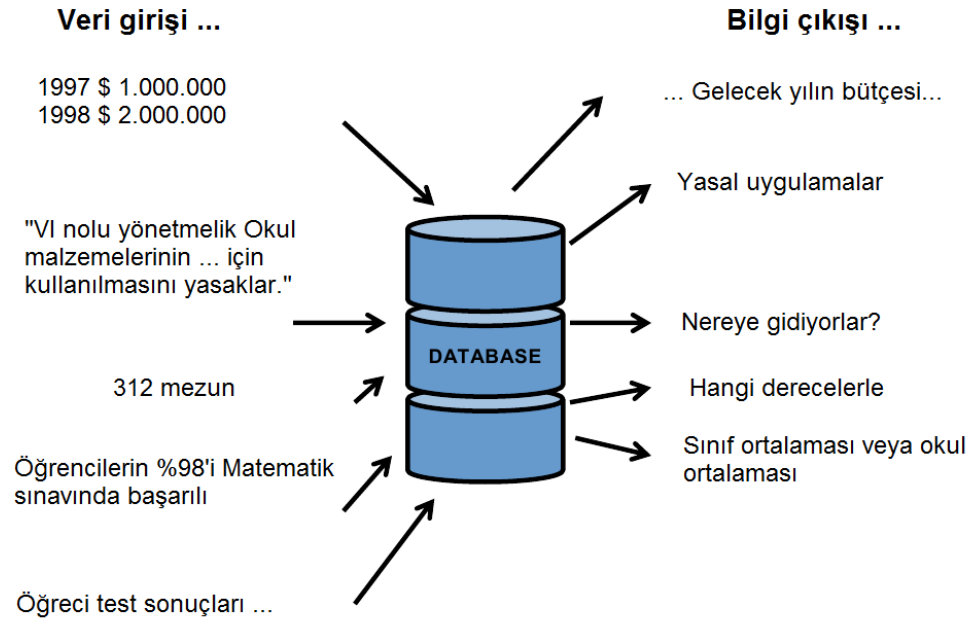 Veri girişi ...
1997 $ 1.000.000
1998 $ 2.000.000
"VI nolu yönetmelik Okul
malzemelerinin ... için
kullanılmasını yasaklar."
312 mezun
Öğrencilerin %98'i Matematik
sınavında başarılı
Öğreci test sonuçları ...
DATABASE
Bilgi çıkışı ...
... Gelecek yılın bütçesi...
Yasal uygulamalar
Nereye gidiyorlar?
Hangi derecelerle
Sınıf ortalaması veya okul
ortalaması